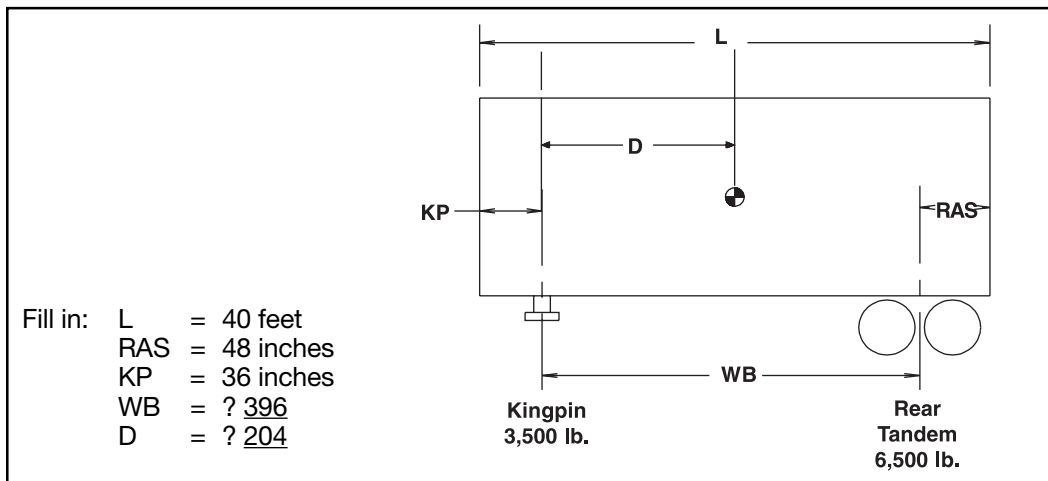 L
D
KP
RAS
Fill in: L = 40 feet
RAS = 48 inches
KP = 36 inches
WB = ? 396
D = ? 204
WB
Kingpin
3,500 lb.
Rear
Tandem
6,500 lb.